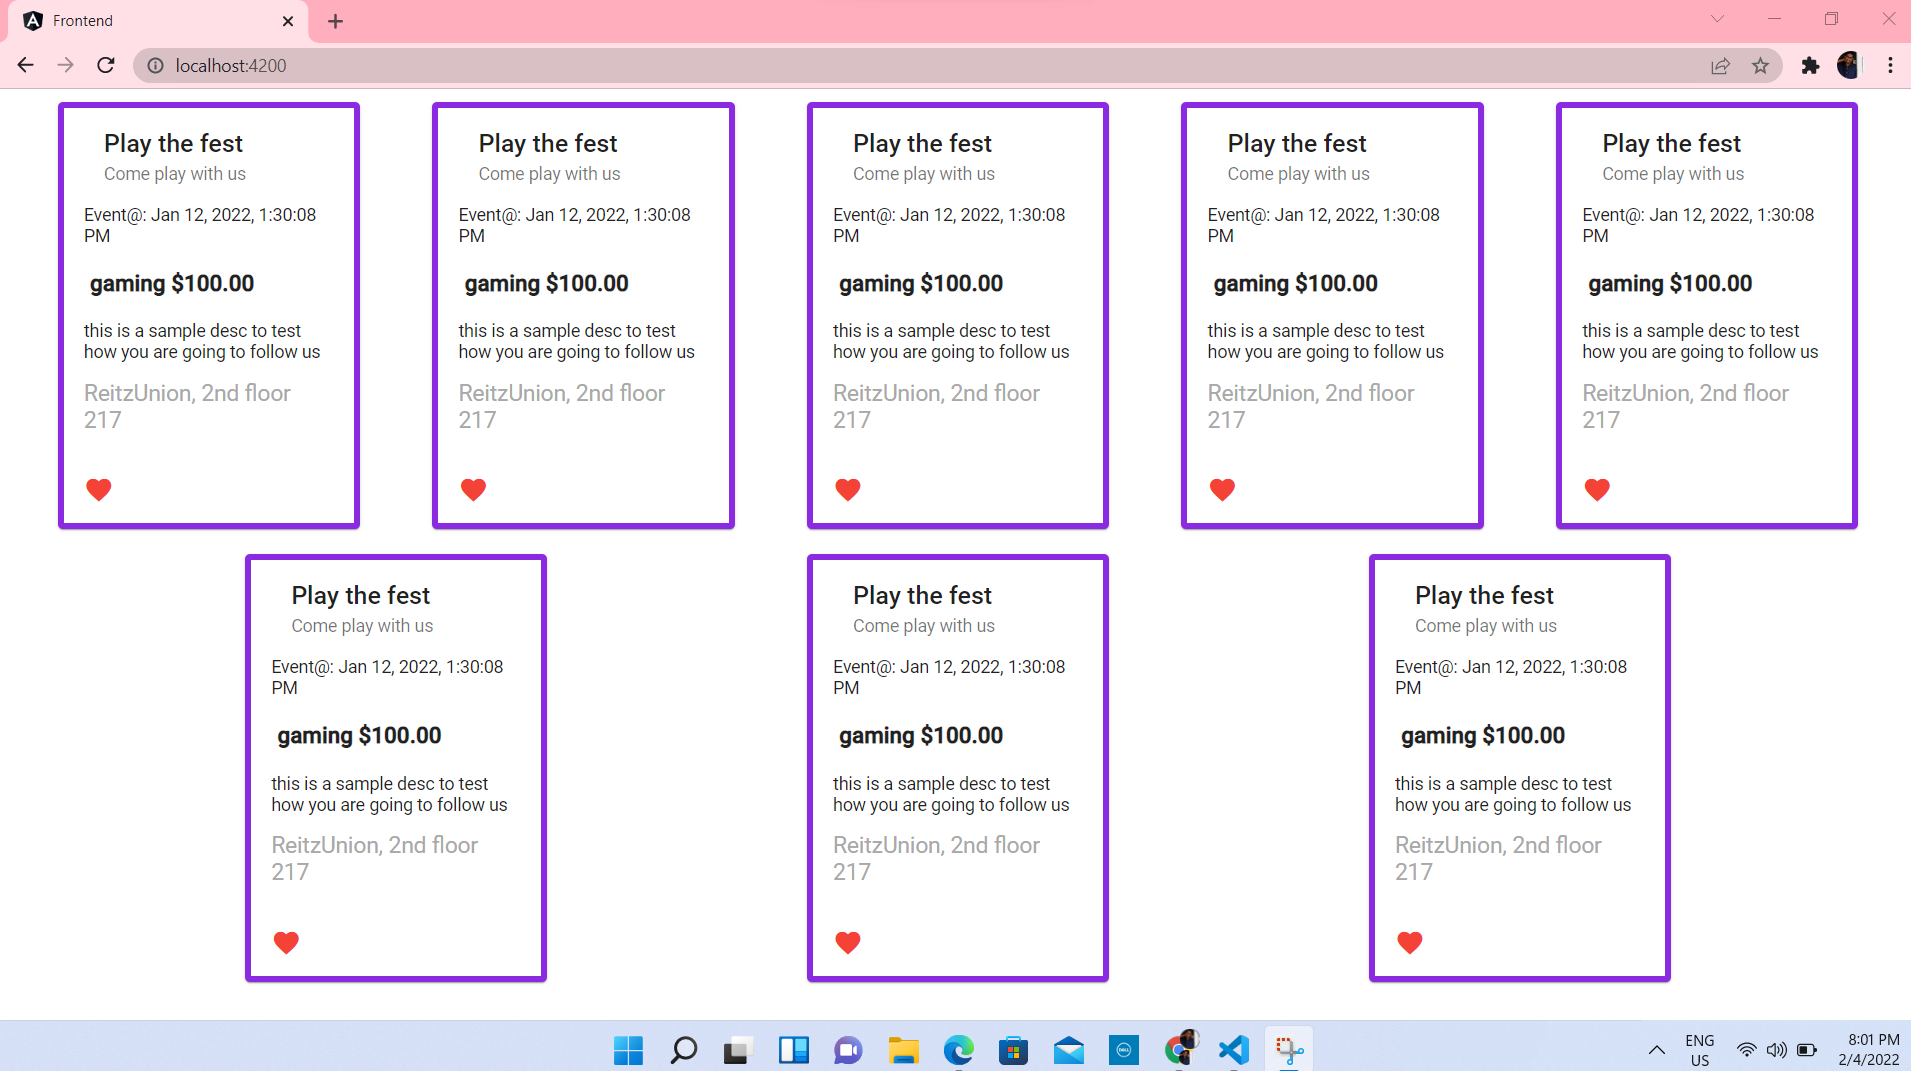 Frontend
localhost:4200
Play the fest
Come play with us
Event@: Jan 12, 2022, 1:30:08
PM
gaming $100.00
this is a sample desc to test
how you are going to follow us
ReitzUnion, 2nd floor
217
Play the fest
Come play with us
Event@: Jan 12, 2022, 1:30:08
PM
gaming $100.00
this is a sample desc to test
how you are going to follow us
ReitzUnion, 2nd floor
217
Play the fest
Come play with us
Event@: Jan 12, 2022, 1:30:08
PM
gaming $100.00
this is a sample desc to test
how you are going to follow us
ReitzUnion, 2nd floor
217
Play the fest
Come play with us
Event@: Jan 12, 2022, 1:30:08
PM
gaming $100.00
this is a sample desc to test
how you are going to follow us
ReitzUnion, 2nd floor
217
Play the fest
Come play with us
Event@: Jan 12, 2022, 1:30:08
PM
gaming $100.00
this is a sample desc to test
how you are going to follow us
ReitzUnion, 2nd floor
217
Play the fest
Come play with us
Event@: Jan 12, 2022, 1:30:08
PM
gaming $100.00
this is a sample desc to test
how you are going to follow us
ReitzUnion, 2nd floor
217
Play the fest
Come play with us
Event@: Jan 12, 2022, 1:30:08
PM
gaming $100.00
this is a sample desc to test
how you are going to follow us
ReitzUnion, 2nd floor
217
Play the fest
Come play with us
Event@: Jan 12, 2022, 1:30:08
PM
gaming $100.00
this is a sample desc to test
how you are going to follow us
ReitzUnion, 2nd floor
217
DELL
ENG
US
8:01 PM
2/4/2022